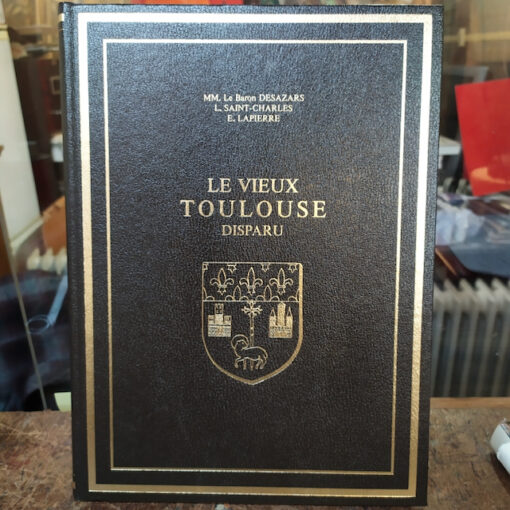 MM. Le Baron DESAZARS
L. SAINT-CHARLES
E. LAPIERRE
LE VIEUX
TOULOUSE
DISPARU